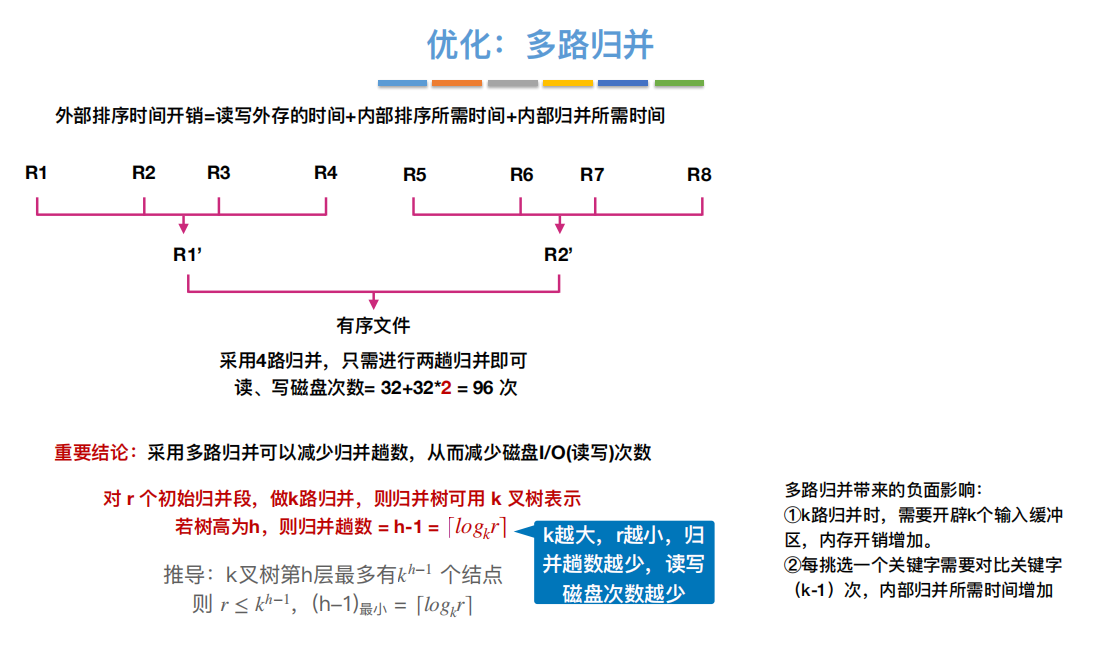 优化：多路归并
外部排序时间开销=读写外存的时间+内部排序所需时间+内部归并所需时间
R1 R2 R3 R4 R5 R6 R7 R8
R1’ R2’
有序文件
采用4路归并，只需进行两趟归并即可
读、写磁盘次数= 32+32*2 = 96 次
重要结论：采用多路归并可以减少归并趟数，从而减少磁盘I/O(读写)次数
对 r 个初始归并段，做k路归并，则归并树可用 k 叉树表示
若树高为h，则归并趟数 = h-1 = ⌈logₖr⌉
k越大，r越小，归
并趟数越少，读写
磁盘次数越少
推导：k叉树第h层最多有kʰ⁻¹ 个结点
则 r ≤ kʰ⁻¹，(h–1)最小 = ⌈logₖr⌉
多路归并带来的负面影响：
①k路归并时，需要开辟k个输入缓冲
区，内存开销增加。
②每挑选一个关键字需要对比关键字
（k-1）次，内部归并所需时间增加